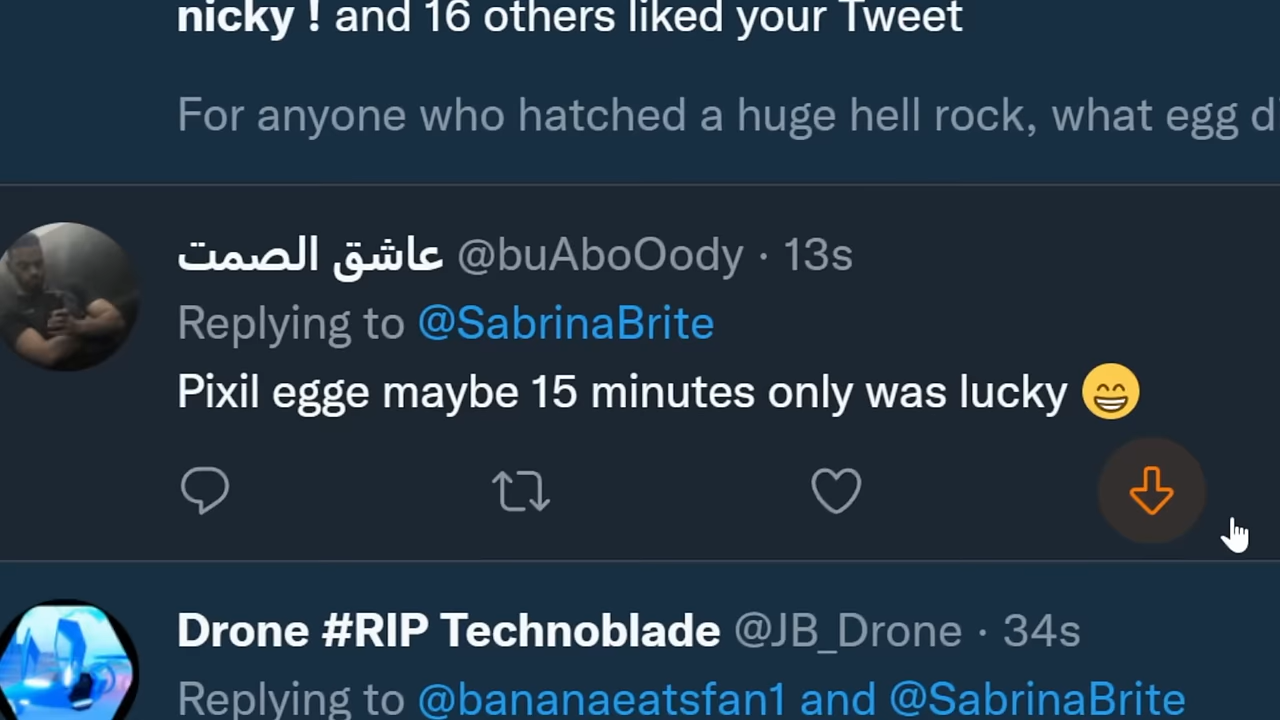 nicky ! and 16 others liked your Tweet
For anyone who hatched a huge hell rock, what egg d
عاشق الصمت @buAboOody · 13s
Replying to @SabrinaBrite
Pixil egge maybe 15 minutes only was lucky 😁
Drone #RIP Technoblade @JB_Drone · 34s
Replying to @bananaeatsfan1 and @SabrinaBrite